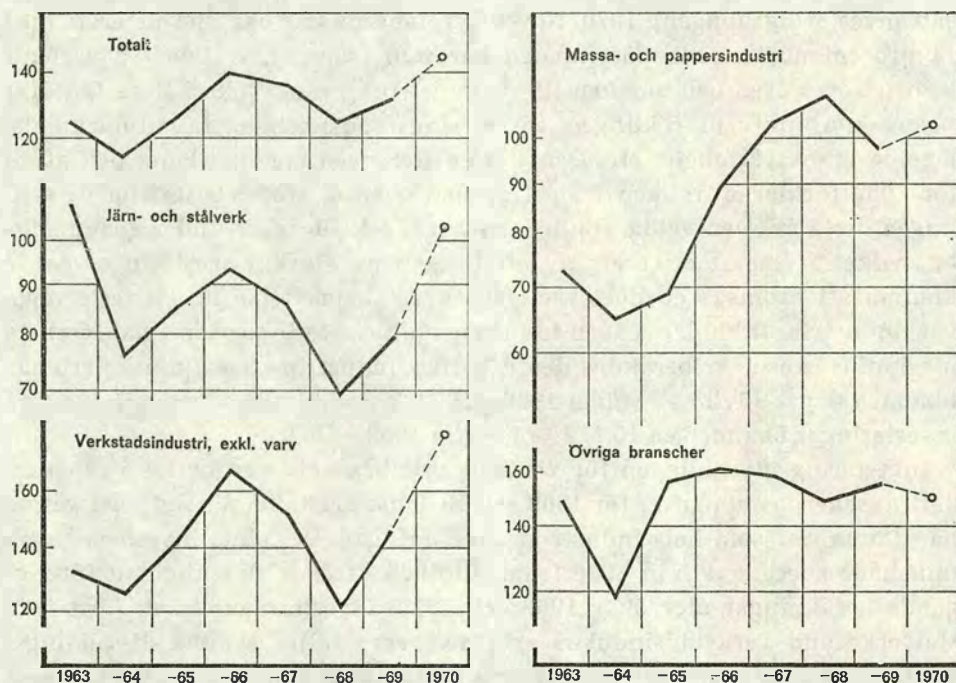 Totalt
140
120
Järn- och stålverk
100
90
80
70
Verkstadsindustri, exkl. varv
160
140
120
1963 –64 –65 –66 –67 –68 –69 1970
Massa- och pappersindustri
100
90
80
70
60
Övriga branscher
160
140
120
1963 –64 –65 –66 –67 –68 –69 1970